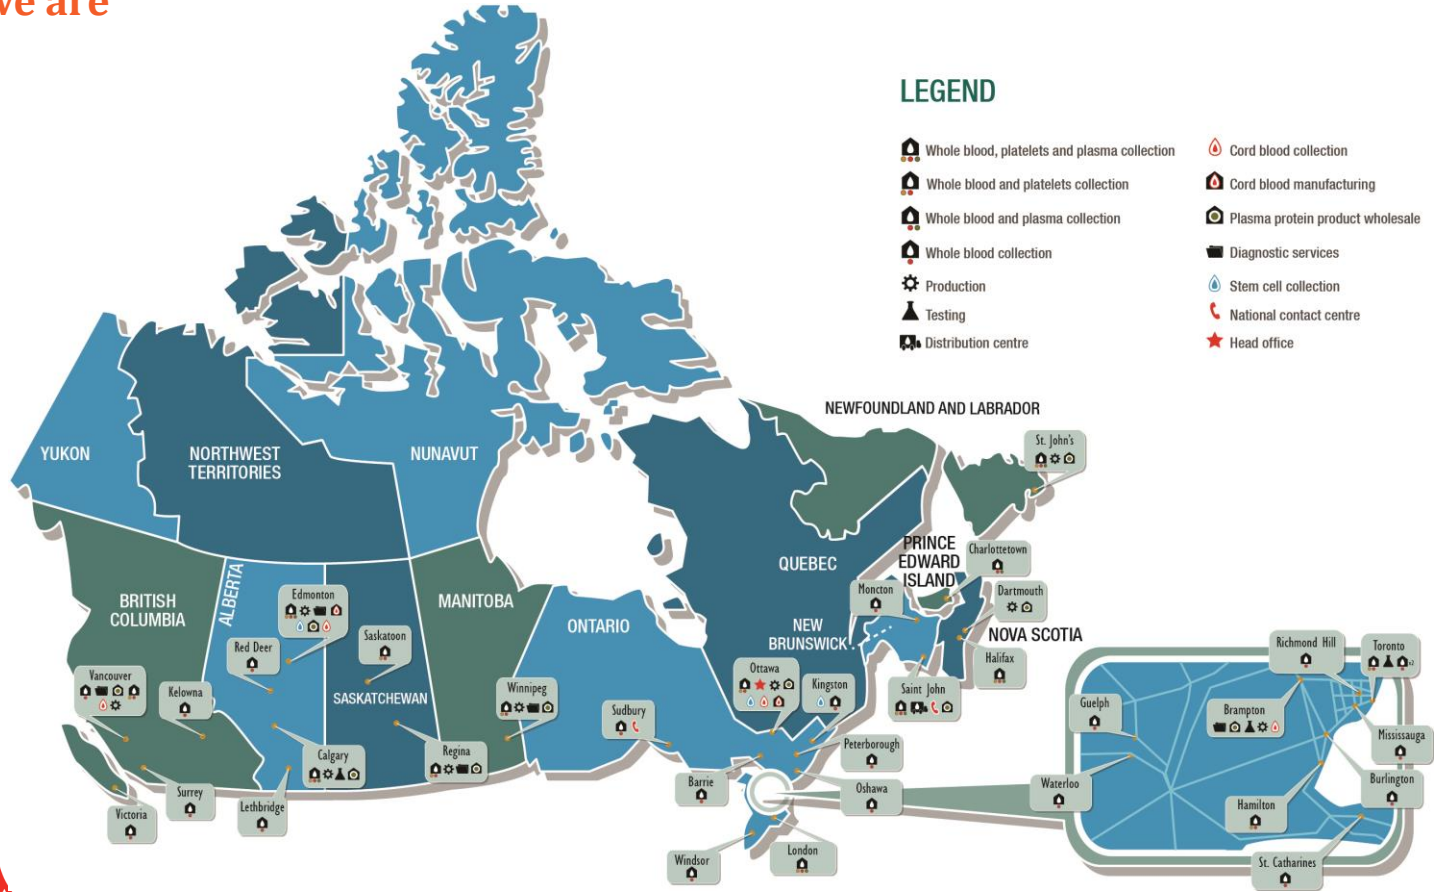 we are
LEGEND
Whole blood, platelets and plasma collection
Whole blood and platelets collection
Whole blood and plasma collection
Whole blood collection
Production
Testing
Distribution centre
Cord blood collection
Cord blood manufacturing
Plasma protein product wholesale
Diagnostic services
Stem cell collection
National contact centre
Head office
NEWFOUNDLAND AND LABRADOR
St. John's
YUKON
NORTHWEST
TERRITORIES
NUNAVUT
QUEBEC
PRINCE
EDWARD
ISLAND
Charlottetown
BRITISH
COLUMBIA
ALBERTA
Edmonton
MANITOBA
ONTARIO
Moncton
Dartmouth
NEW
BRUNSWICK
NOVA SCOTIA
Red Deer
Saskatoon
Halifax
Richmond Hill
Toronto
x2
Vancouver
Kelowna
SASKATCHEWAN
Winnipeg
Ottawa
Kingston
Saint John
Sudbury
Guelph
Brampton
Mississauga
Calgary
Regina
Peterborough
Barrie
Oshawa
Waterloo
Burlington
Victoria
Surrey
Lethbridge
Hamilton
Windsor
London
St. Catharines